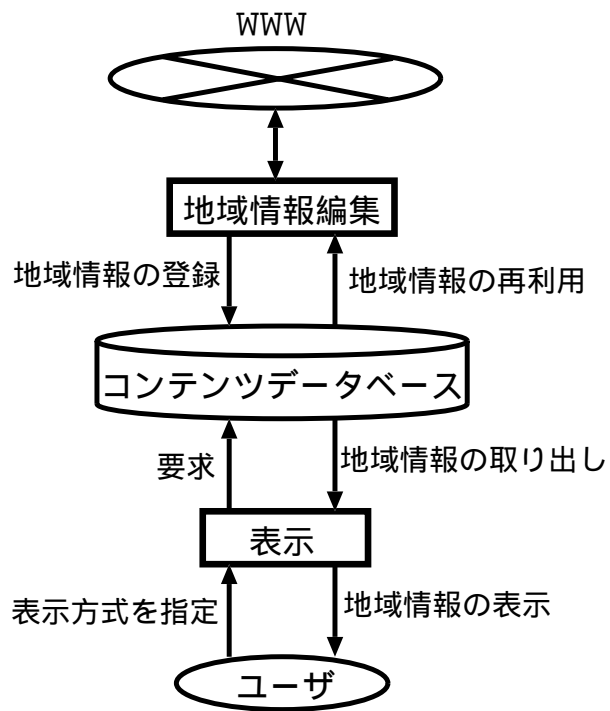 WWW
地域情報編集
地域情報の登録
地域情報の再利用
コンテンツデータベース
要求
地域情報の取り出し
表示
表示方式を指定
地域情報の表示
ユーザ